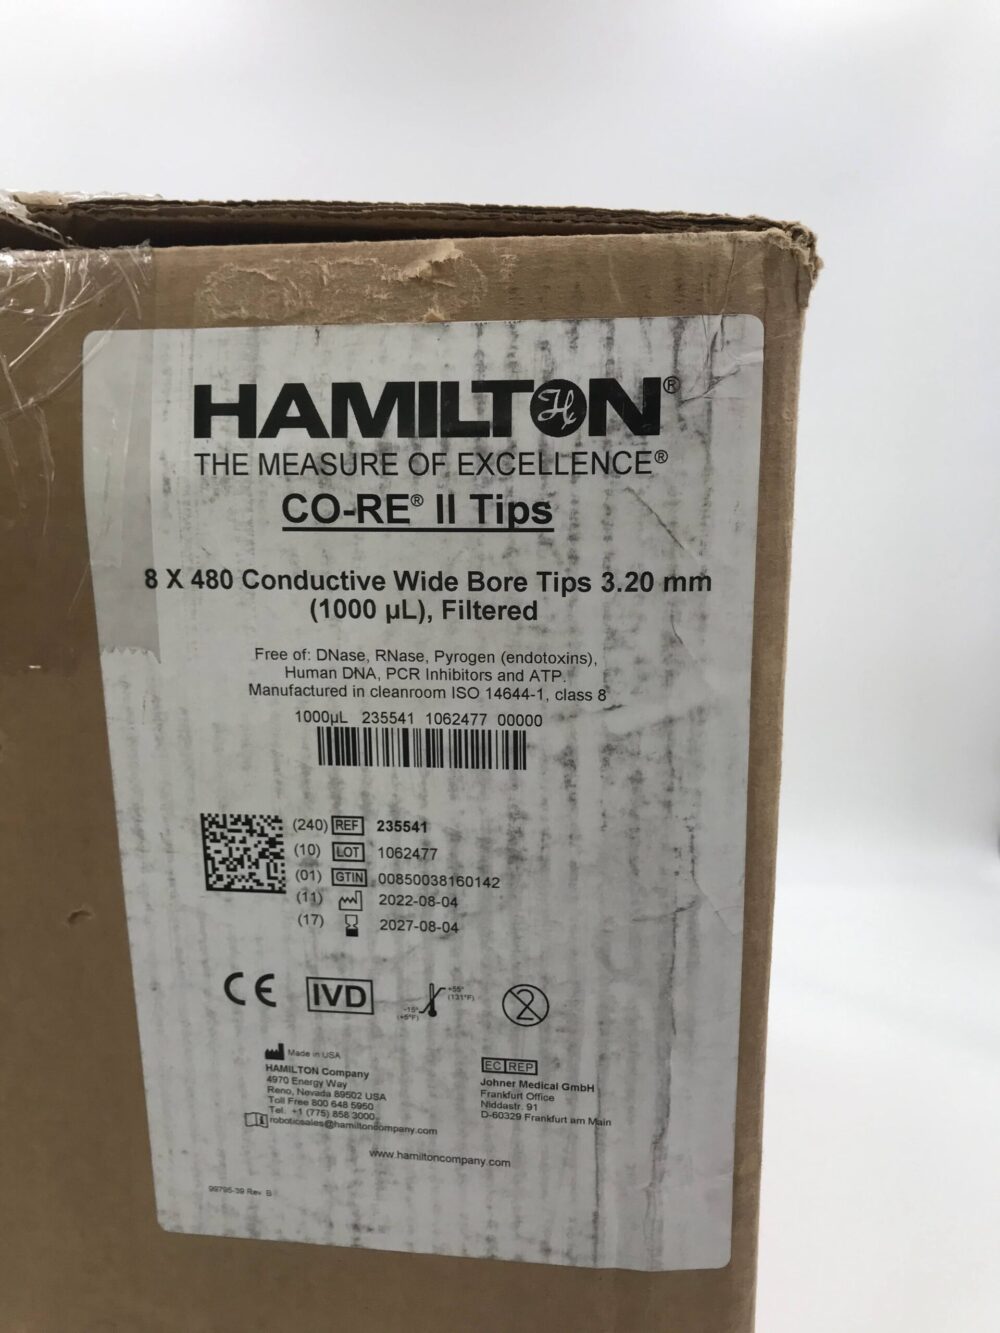 HAMILTON®
THE MEASURE OF EXCELLENCE®
CO-RE® II Tips
8 X 480 Conductive Wide Bore Tips 3.20 mm
(1000 µL), Filtered
Free of: DNase, RNase, Pyrogen (endotoxins),
Human DNA, PCR Inhibitors and ATP.
Manufactured in cleanroom ISO 14644-1, class 8
1000µL 235541 1062477 00000
(240) REF 235541
(10) LOT 1062477
(01) GTIN 00850038160142
(11) 2022-08-04
(17) 2027-08-04
CE IVD
+55°
(131°F)
-15°
(+5°F)
2
Made in USA
HAMILTON Company
4970 Energy Way
Reno, Nevada 89502 USA
Toll Free 800 648 5950
Tel. +1 (775) 858 3000
i roboticsales@hamiltoncompany.com
EC REP
Johner Medical GmbH
Frankfurt Office
Niddastr. 91
D-60329 Frankfurt am Main
www.hamiltoncompany.com
99795-39 Rev. B